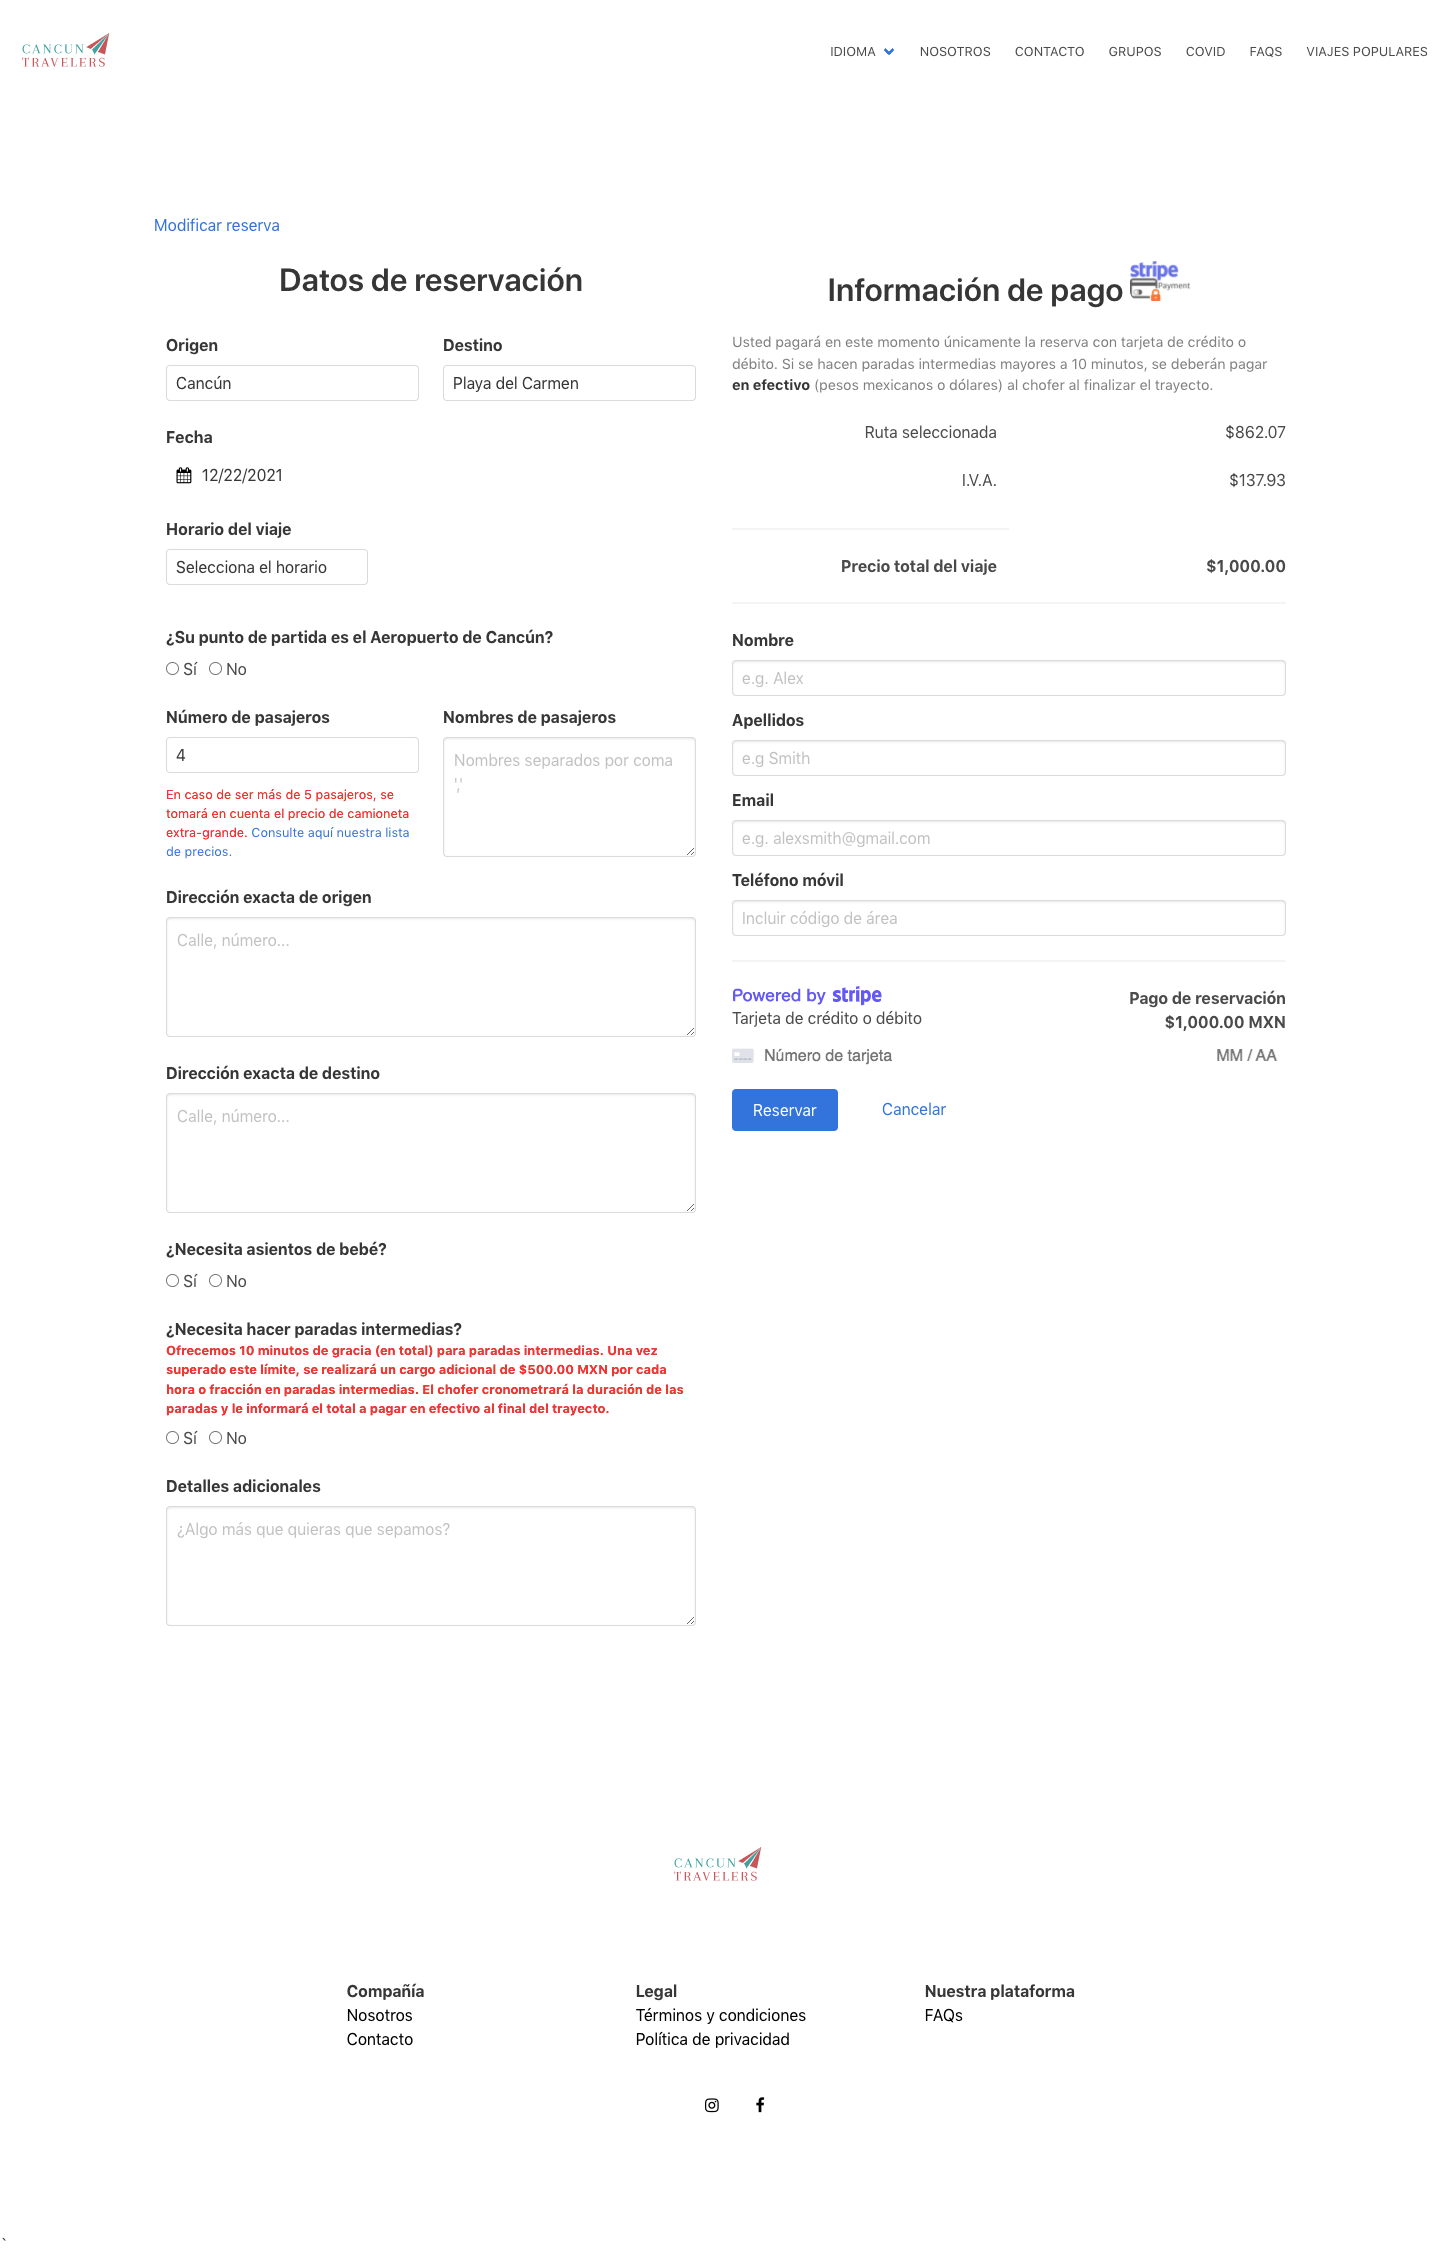 CANCUN
TRAVELERS
IDIOMA NOSOTROS CONTACTO GRUPOS COVID FAQS VIAJES POPULARES
Modificar reserva
Datos de reservación
Origen Destino
Cancún Playa del Carmen
Fecha
12/22/2021
Horario del viaje
Selecciona el horario
¿Su punto de partida es el Aeropuerto de Cancún?
Sí No
Número de pasajeros Nombres de pasajeros
4
Nombres separados por coma
','
En caso de ser más de 5 pasajeros, se
tomará en cuenta el precio de camioneta
extra-grande. Consulte aquí nuestra lista
de precios.
Dirección exacta de origen
Calle, número...
Dirección exacta de destino
Calle, número...
¿Necesita asientos de bebé?
Sí No
¿Necesita hacer paradas intermedias?
Ofrecemos 10 minutos de gracia (en total) para paradas intermedias. Una vez
superado este límite, se realizará un cargo adicional de $500.00 MXN por cada
hora o fracción en paradas intermedias. El chofer cronometrará la duración de las
paradas y le informará el total a pagar en efectivo al final del trayecto.
Sí No
Detalles adicionales
¿Algo más que quieras que sepamos?
Información de pago
stripe
Payment
Usted pagará en este momento únicamente la reserva con tarjeta de crédito o
débito. Si se hacen paradas intermedias mayores a 10 minutos, se deberán pagar
en efectivo (pesos mexicanos o dólares) al chofer al finalizar el trayecto.
Ruta seleccionada $862.07
I.V.A. $137.93
Precio total del viaje $1,000.00
Nombre
e.g. Alex
Apellidos
e.g Smith
Email
e.g. alexsmith@gmail.com
Teléfono móvil
Incluir código de área
Powered by stripe
Tarjeta de crédito o débito
Pago de reservación
$1,000.00 MXN
Número de tarjeta MM / AA
Reservar Cancelar
CANCUN
TRAVELERS
Compañía
Nosotros
Contacto
Legal
Términos y condiciones
Política de privacidad
Nuestra plataforma
FAQs
`